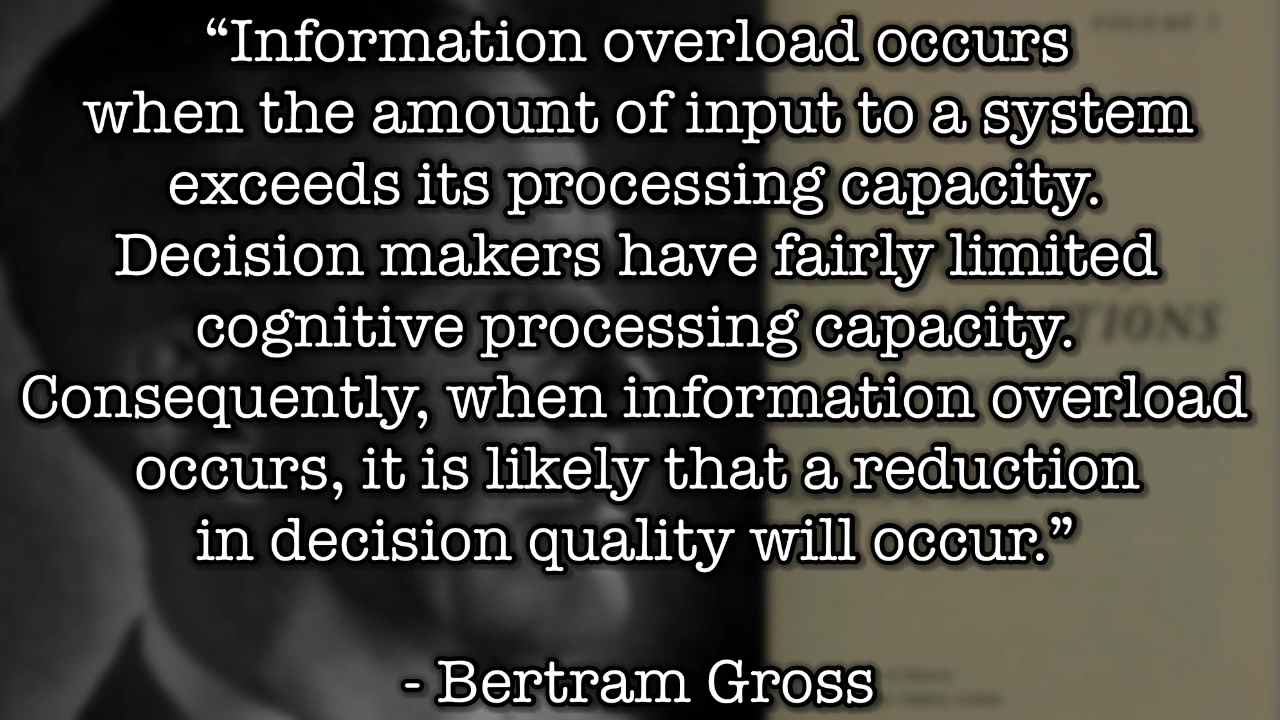 VOLUME I
“Information overload occurs
when the amount of input to a system
exceeds its processing capacity.
Decision makers have fairly limited
cognitive processing capacity.
TIONS
Consequently, when information overload
occurs, it is likely that a reduction
in decision quality will occur.”
- Bertram Gross